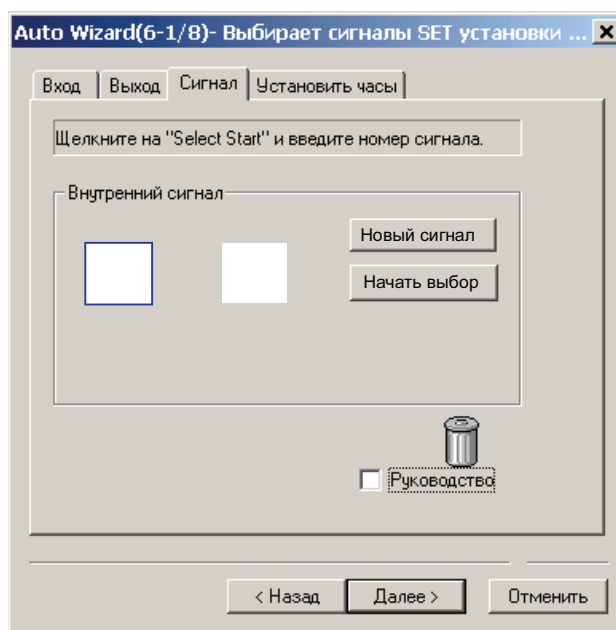 Auto Wizard(6-1/8)- Выбирает сигналы SET установки ...
Вход Выход Сигнал Установить часы
Щелкните на "Select Start" и введите номер сигнала.
Внутренний сигнал
Новый сигнал
Начать выбор
Руководство
< Назад Далее > Отменить